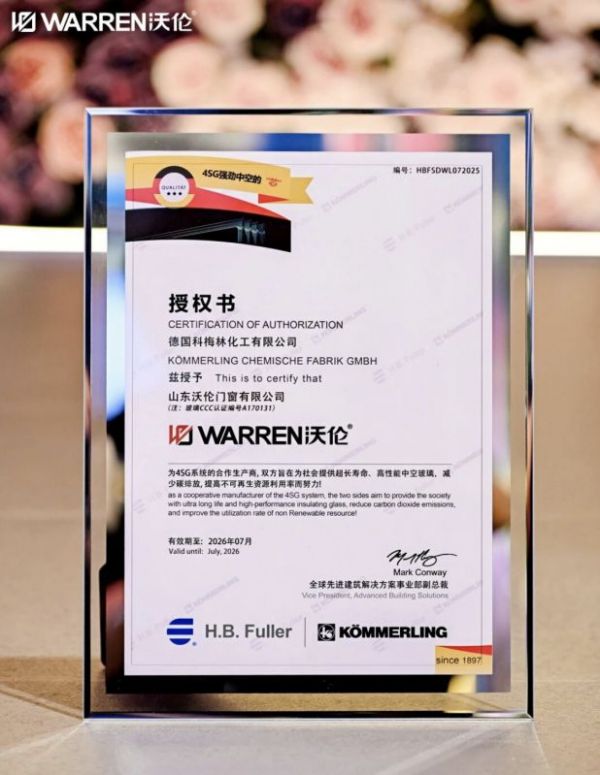 WARREN沃伦®
4SG强劲中空的
QUALITÄT
编号：HBFSDWL072025
授权书
CERTIFICATION OF AUTHORIZATION
德国科梅林化工有限公司
KÖMMERLING CHEMISCHE FABRIK GMBH
兹授予 This is to certify that
山东沃伦门窗有限公司
(注：玻璃CCC认证编号A170131)
WARREN沃伦®
为4SG系统的合作生产商，双方旨在为社会提供超长寿命、高性能中空玻璃，减
少碳排放，提高不可再生资源利用率而努力！
as a cooperative manufacturer of the 4SG system, the two sides aim to provide the society
with ultra long life and high-performance insulating glass, reduce carbon dioxide emissions,
and improve the utilization rate of non Renewable resource!
有效期至：2026年07月
Valid until: July, 2026
Mark Conway
全球先进建筑解决方案事业部副总裁
Vice President, Advanced Building Solutions
H.B. Fuller
KÖMMERLING
since 1897